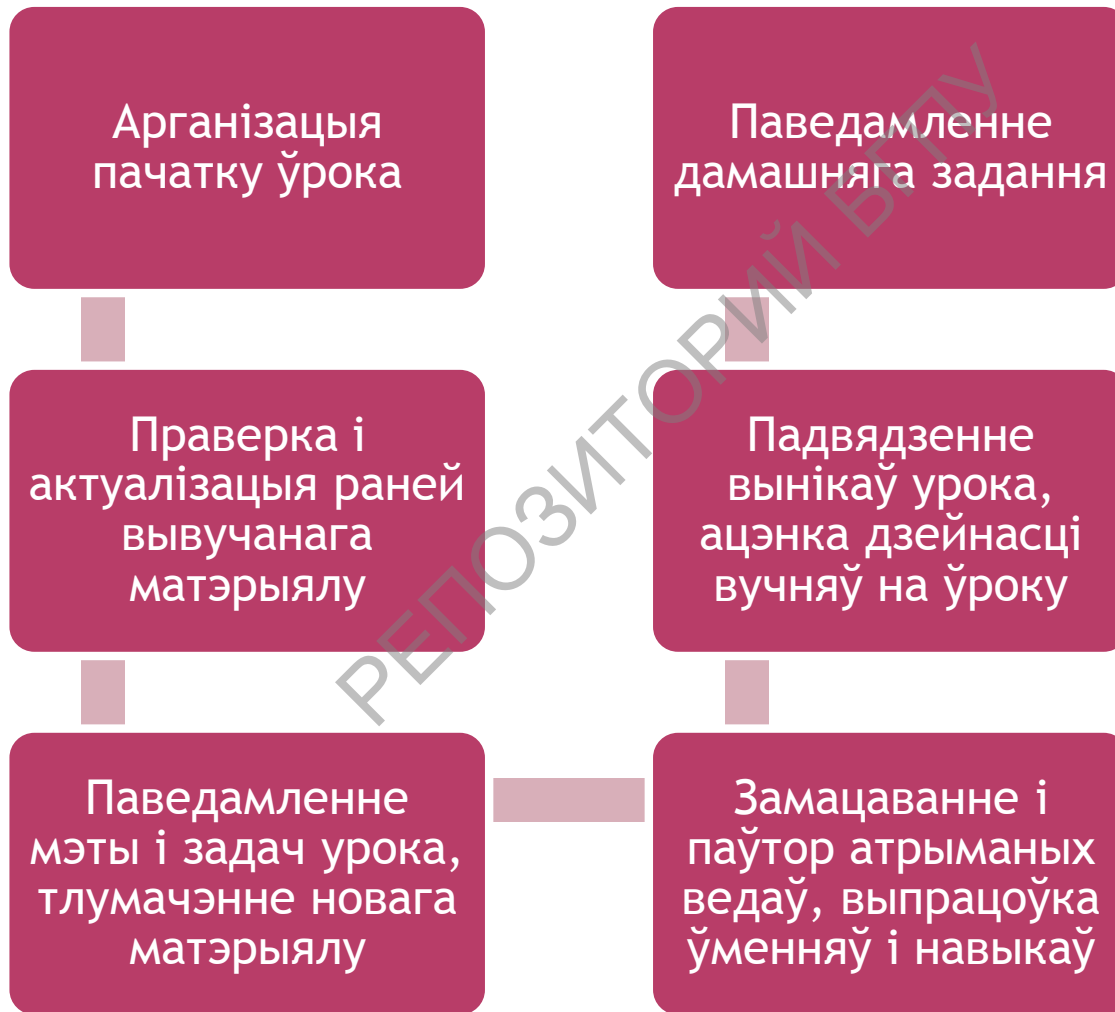 Арганізацыя
пачатку ўрока
Праверка і
актуалізацыя раней
вывучанага
матэрыялу
Паведамленне
мэты і задач урока,
тлумачэнне новага
матэрыялу
Замацаванне і
паўтор атрыманых
ведаў, выпрацоўка
ўменняў і навыкаў
Падвядзенне
вынікаў урока,
ацэнка дзейнасці
вучняў на ўроку
Паведамленне
дамашняга задання
РЕПОЗИТОРИЙ БГПУ